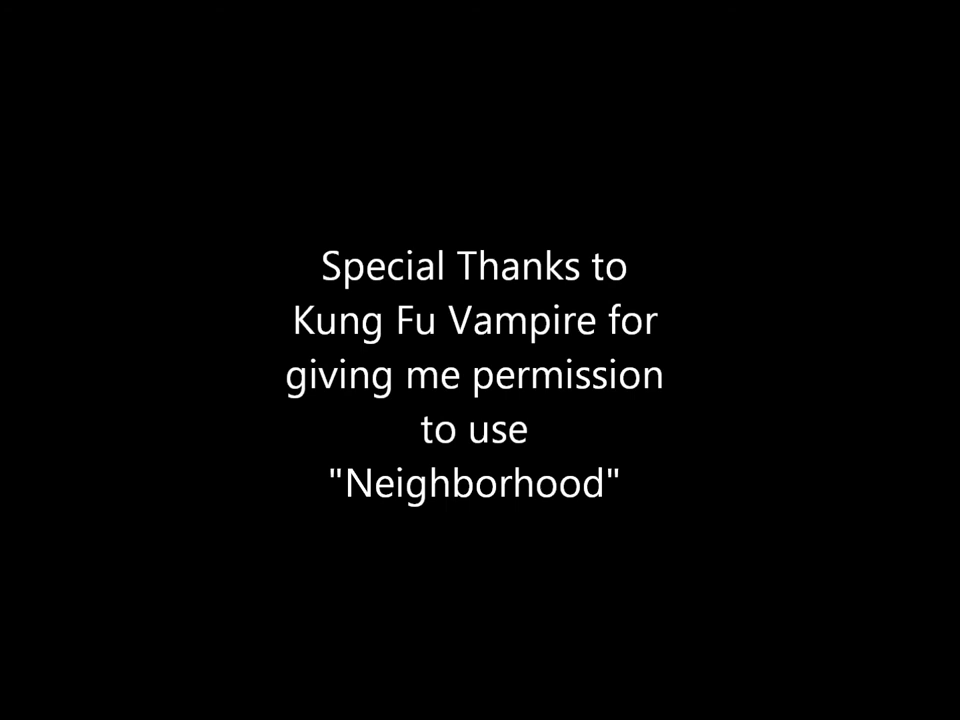 Special Thanks to
Kung Fu Vampire for
giving me permission
to use
"Neighborhood"